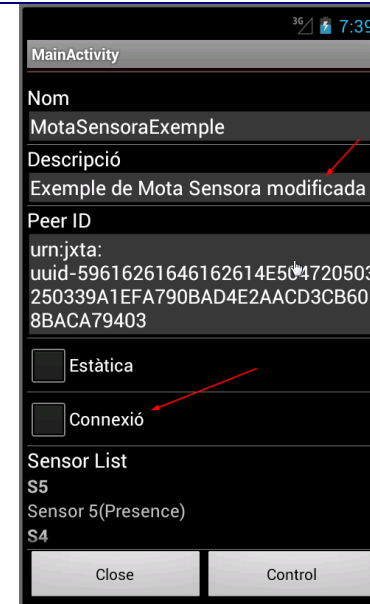 36 7:39
MainActivity
Nom
MotaSensoraExemple
Descripció
Exemple de Mota Sensora modificada
Peer ID
urn:jxta:
uuid-59616261646162614E504720503
250339A1EFA790BAD4E2AACD3CB60
8BACA79403
Estàtica
Connexió
Sensor List
S5
Sensor 5(Presence)
S4
Close Control